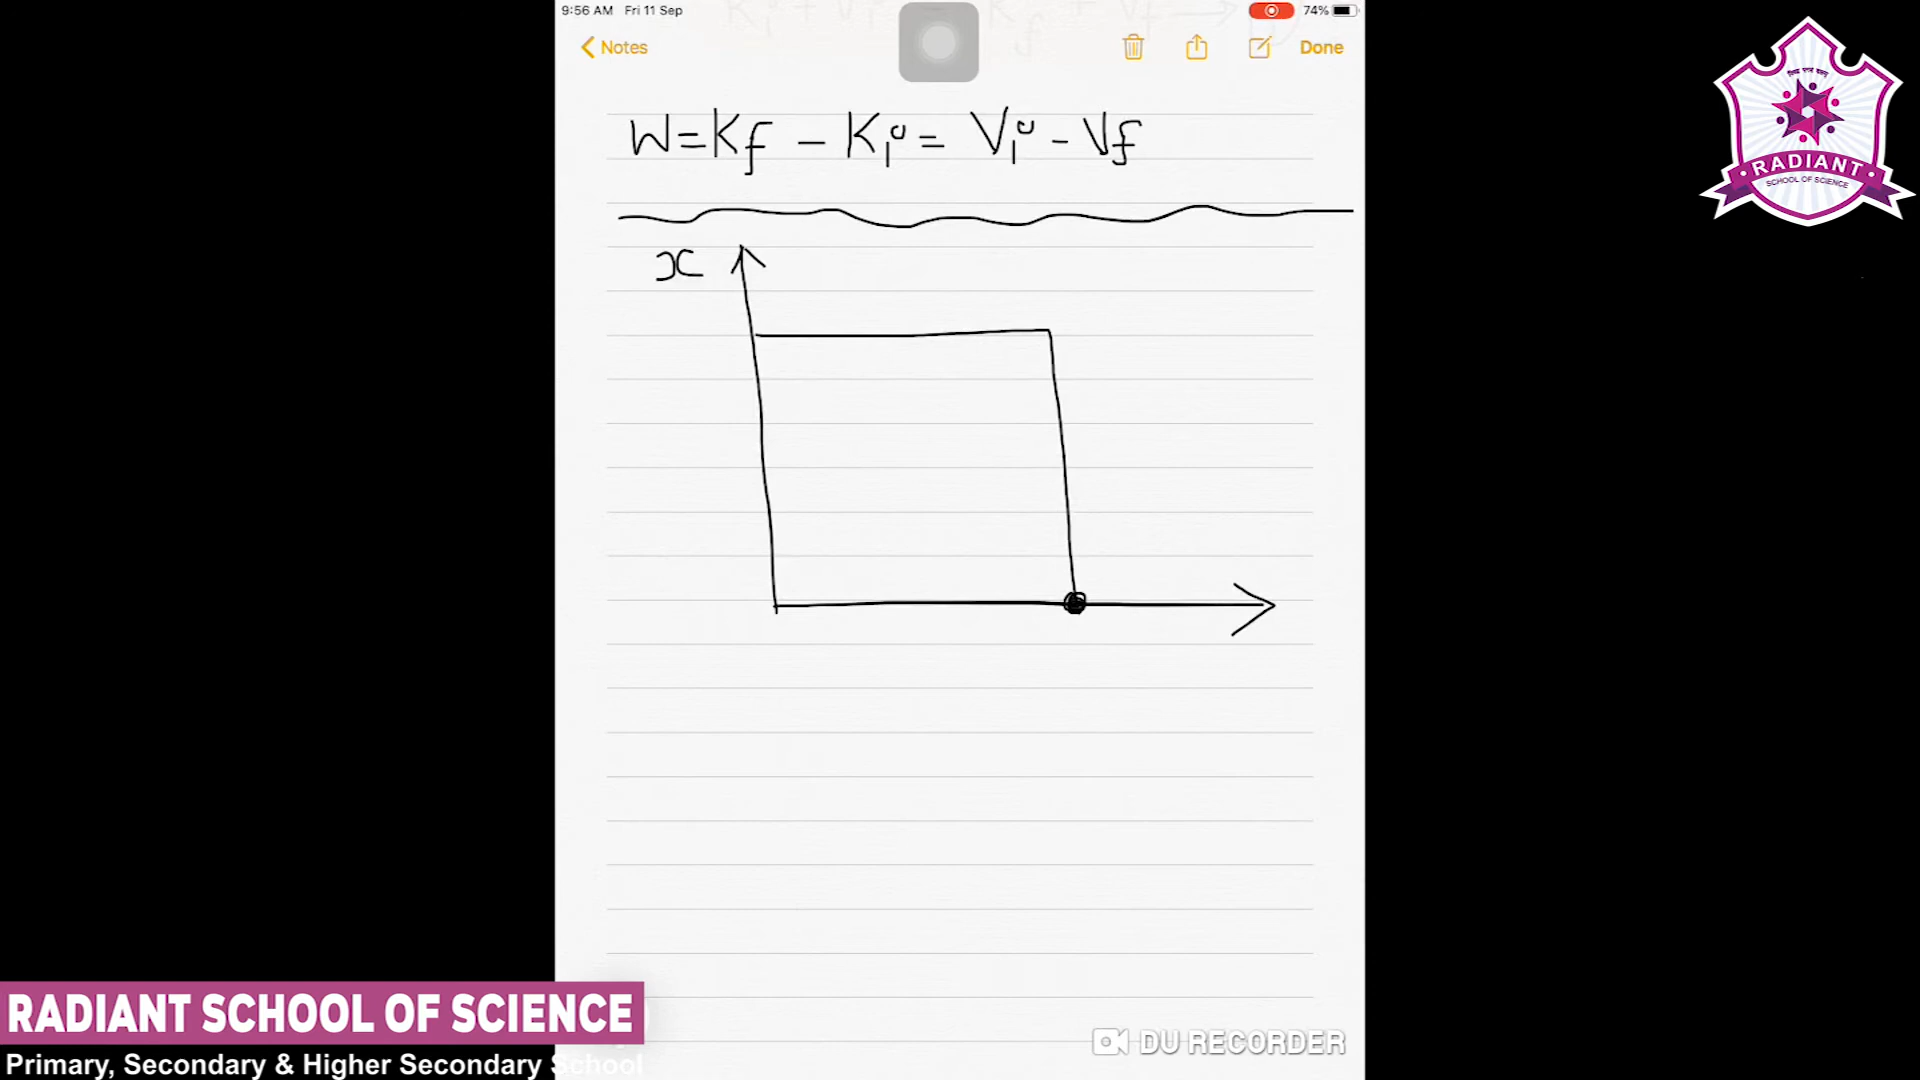 9:56 AM Fri 11 Sep
74%
Notes
Done
W = Kf - Ki = Vi - Vf
x
RADIANT
SCHOOL OF SCIENCE
RADIANT SCHOOL OF SCIENCE
Primary, Secondary & Higher Secondary School
DU RECORDER